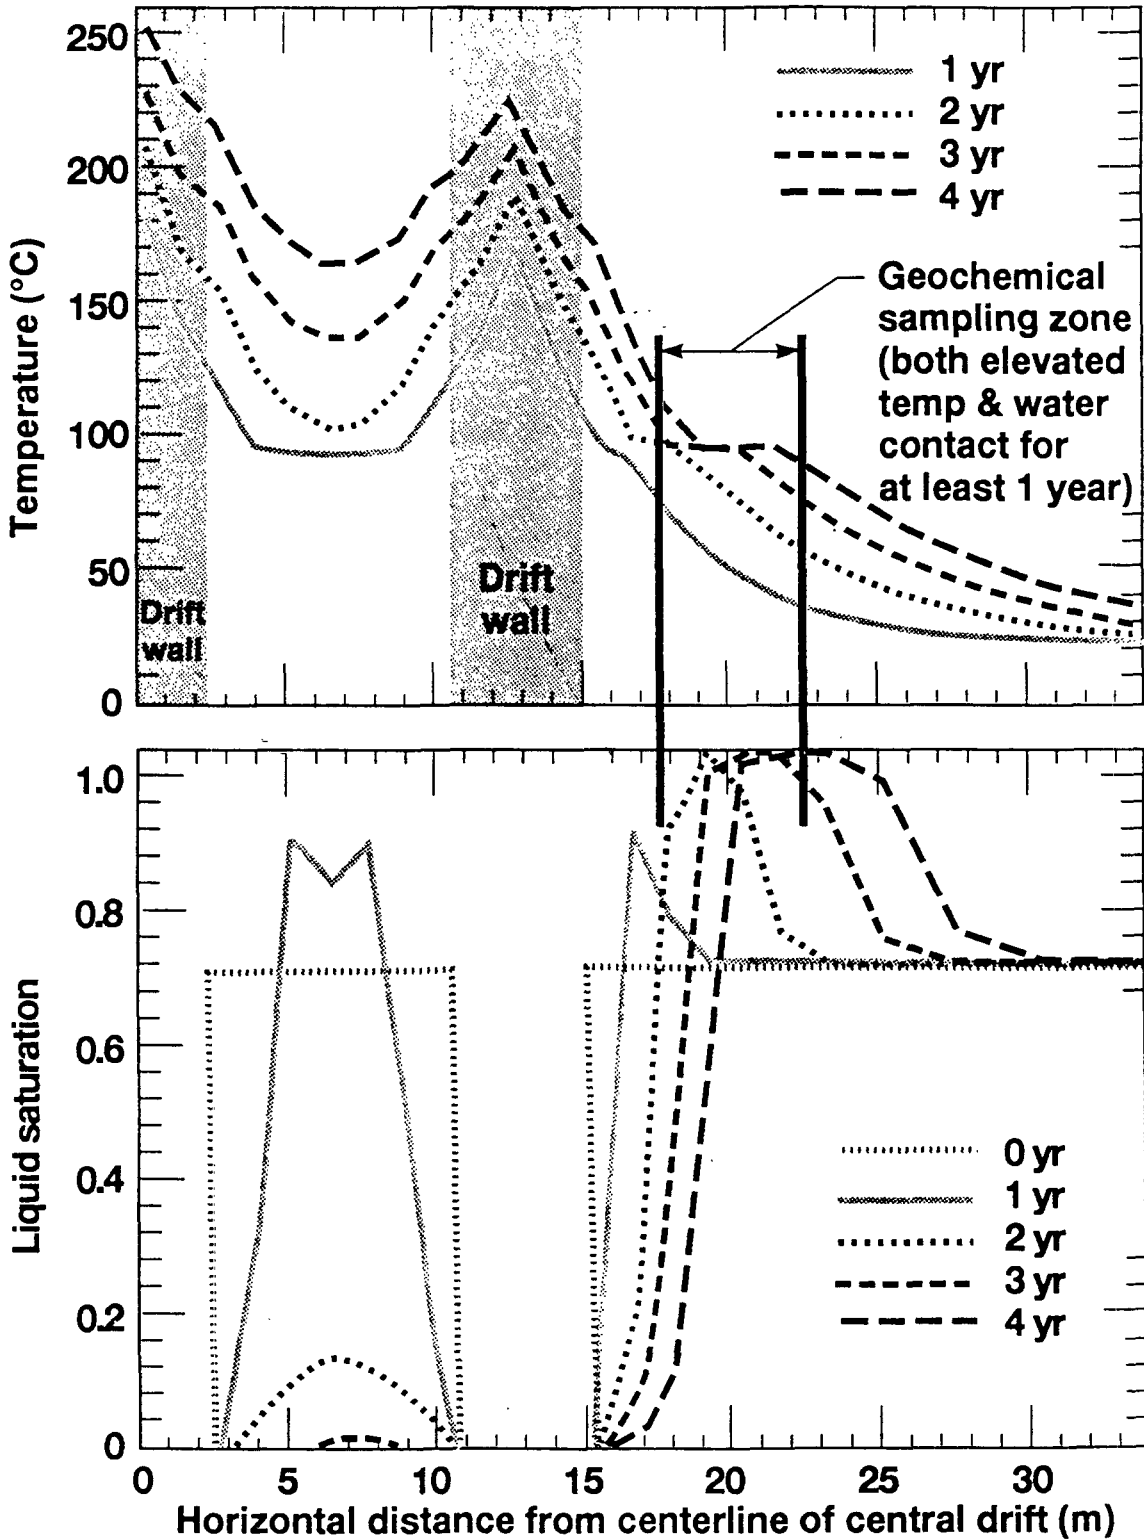 250
200
150
100
50
0
Temperature (°C)
1 yr
2 yr
3 yr
4 yr
Geochemical
sampling zone
(both elevated
temp & water
contact for
at least 1 year)
Drift
wall
Drift
wall
1.0
0.8
0.6
0.4
0.2
0
Liquid saturation
0 yr
1 yr
2 yr
3 yr
4 yr
0 5 10 15 20 25 30
Horizontal distance from centerline of central drift (m)